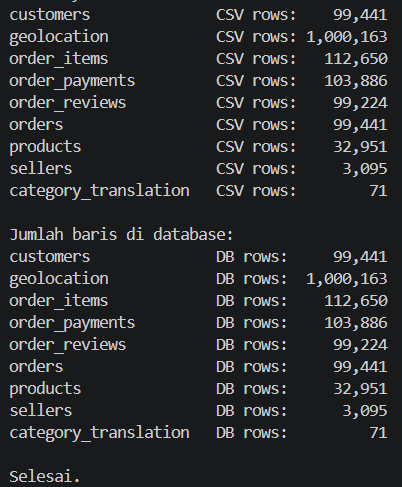 customers CSV rows: 99,441
geolocation CSV rows: 1,000,163
order_items CSV rows: 112,650
order_payments CSV rows: 103,886
order_reviews CSV rows: 99,224
orders CSV rows: 99,441
products CSV rows: 32,951
sellers CSV rows: 3,095
category_translation CSV rows: 71

Jumlah baris di database:
customers DB rows: 99,441
geolocation DB rows: 1,000,163
order_items DB rows: 112,650
order_payments DB rows: 103,886
order_reviews DB rows: 99,224
orders DB rows: 99,441
products DB rows: 32,951
sellers DB rows: 3,095
category_translation DB rows: 71

Selesai.